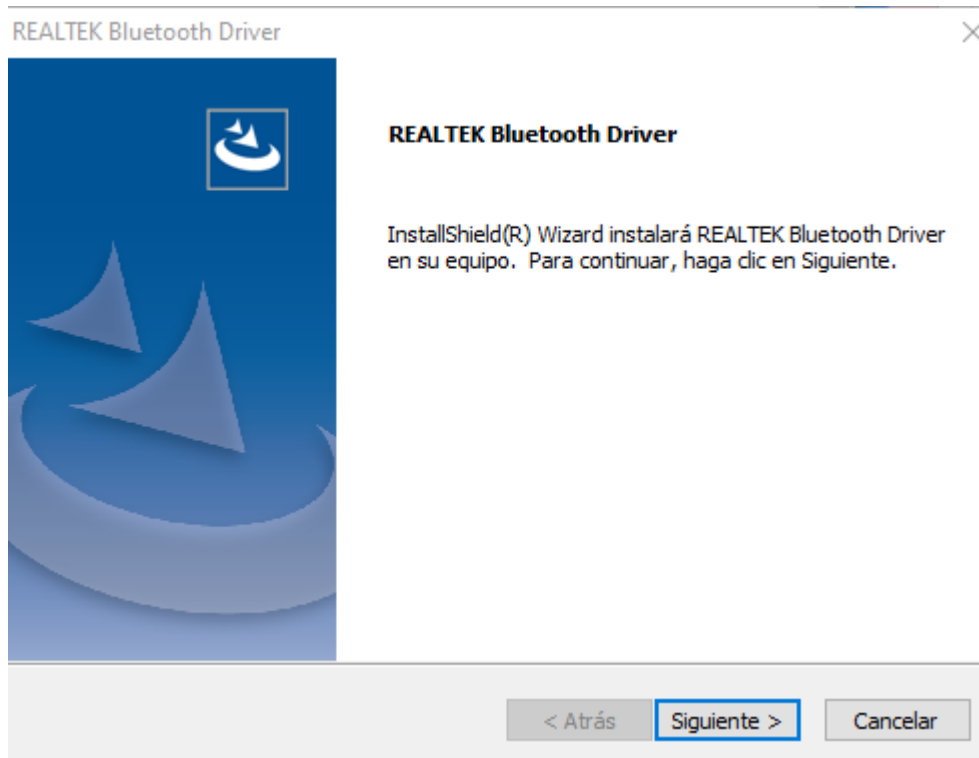 REALTEK Bluetooth Driver
REALTEK Bluetooth Driver
InstallShield(R) Wizard instalará REALTEK Bluetooth Driver
en su equipo.  Para continuar, haga clic en Siguiente.
< Atrás
Siguiente >
Cancelar